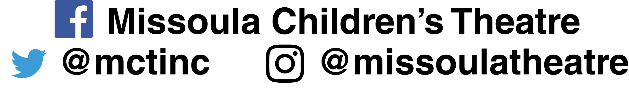 Missoula Children's Theatre
@mctinc @missoulatheatre